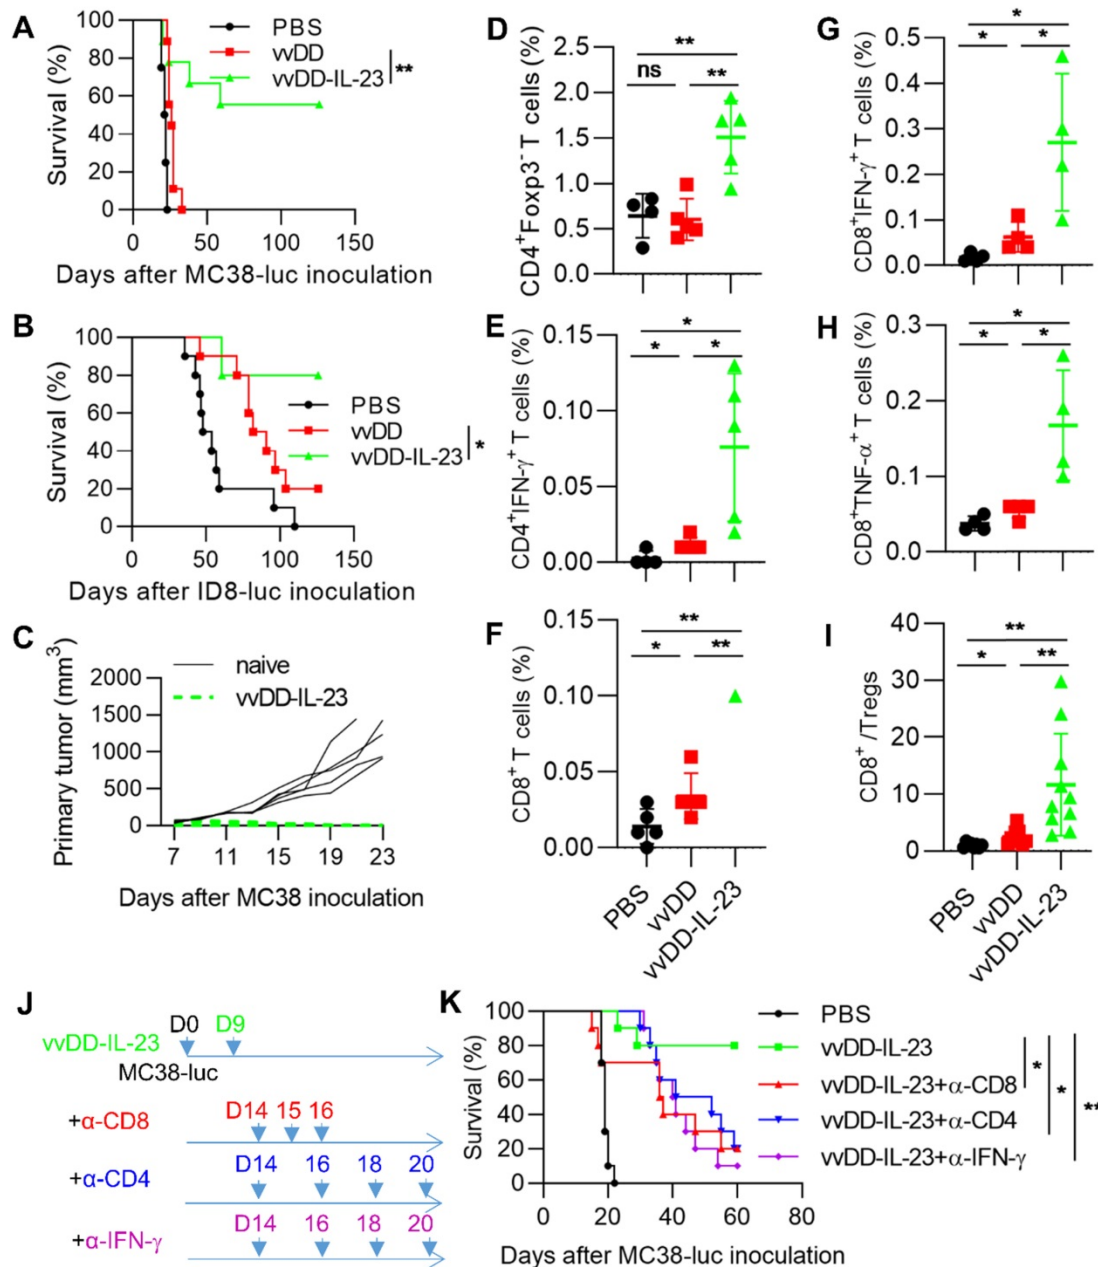 A
Survival (%)
100
80
60
40
20
0
0 50 100 150
Days after MC38-luc inoculation
PBS
vvDD
vvDD-IL-23
**
B
Survival (%)
100
80
60
40
20
0
0 50 100 150
Days after ID8-luc inoculation
PBS
vvDD
vvDD-IL-23
*
C
Primary tumor (mm³)
2000
1500
1000
500
0
7 11 15 19 23
Days after MC38 inoculation
naive
vvDD-IL-23
D
CD4⁺Foxp3⁻T cells (%)
2.5
2.0
1.5
1.0
0.5
0.0
**
ns **
E
CD4⁺IFN-γ⁺T cells (%)
0.15
0.10
0.05
0.00
*
* *
F
CD8⁺T cells (%)
0.15
0.10
0.05
0.00
**
* **
PBS
vvDD
vvDD-IL-23
G
CD8⁺IFN-γ⁺T cells (%)
0.5
0.4
0.3
0.2
0.1
0.0
*
* *
H
CD8⁺TNF-α⁺ T cells (%)
0.3
0.2
0.1
0.0
*
* *
I
CD8⁺/Tregs
40
30
20
10
0
**
* **
PBS
vvDD
vvDD-IL-23
J
D0 D9
vvDD-IL-23
MC38-luc
D14 15 16
+α-CD8
D14 16 18 20
+α-CD4
D14 16 18 20
+α-IFN-γ
K
Survival (%)
100
80
60
40
20
0
0 20 40 60 80
Days after MC38-luc inoculation
PBS
vvDD-IL-23
vvDD-IL-23+α-CD8
vvDD-IL-23+α-CD4
vvDD-IL-23+α-IFN-γ
*
*
**